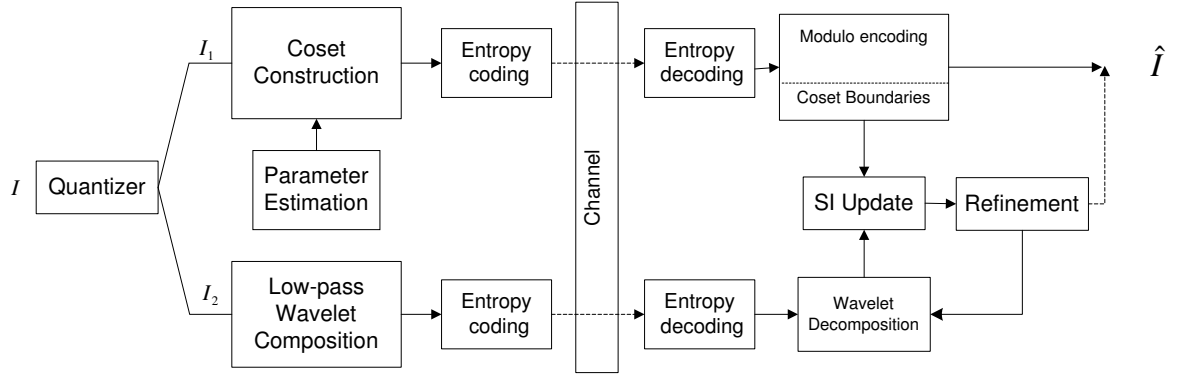 I
Quantizer
I₁
Coset
Construction
Parameter
Estimation
Entropy
coding
I₂
Low-pass
Wavelet
Composition
Entropy
coding
Channel
Entropy
decoding
Modulo encoding
Coset Boundaries
SI Update
Refinement
Entropy
decoding
Wavelet
Decomposition
Î